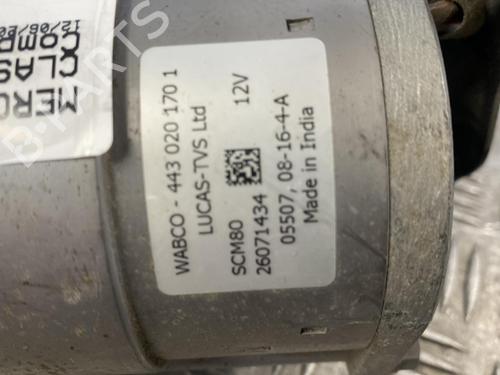 WABCO - 443 020 170 1
LUCAS-TVS Ltd 12V
SCM80
26071434
05507, 08-16-4-A
Made in India
B-PARTS